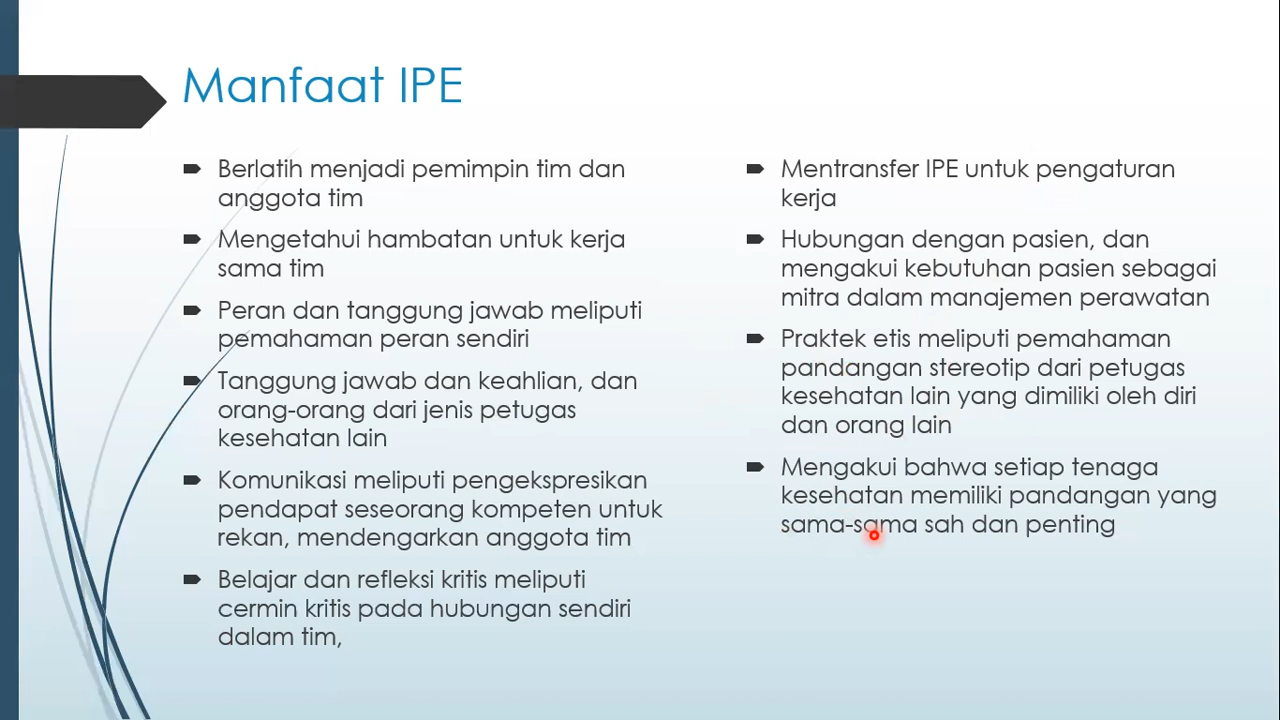 Manfaat IPE
Berlatih menjadi pemimpin tim dan
anggota tim
Mengetahui hambatan untuk kerja
sama tim
Peran dan tanggung jawab meliputi
pemahaman peran sendiri
Tanggung jawab dan keahlian, dan
orang-orang dari jenis petugas
kesehatan lain
Komunikasi meliputi pengekspresikan
pendapat seseorang kompeten untuk
rekan, mendengarkan anggota tim
Belajar dan refleksi kritis meliputi
cermin kritis pada hubungan sendiri
dalam tim,
Mentransfer IPE untuk pengaturan
kerja
Hubungan dengan pasien, dan
mengakui kebutuhan pasien sebagai
mitra dalam manajemen perawatan
Praktek etis meliputi pemahaman
pandangan stereotip dari petugas
kesehatan lain yang dimiliki oleh diri
dan orang lain
Mengakui bahwa setiap tenaga
kesehatan memiliki pandangan yang
sama-sama sah dan penting